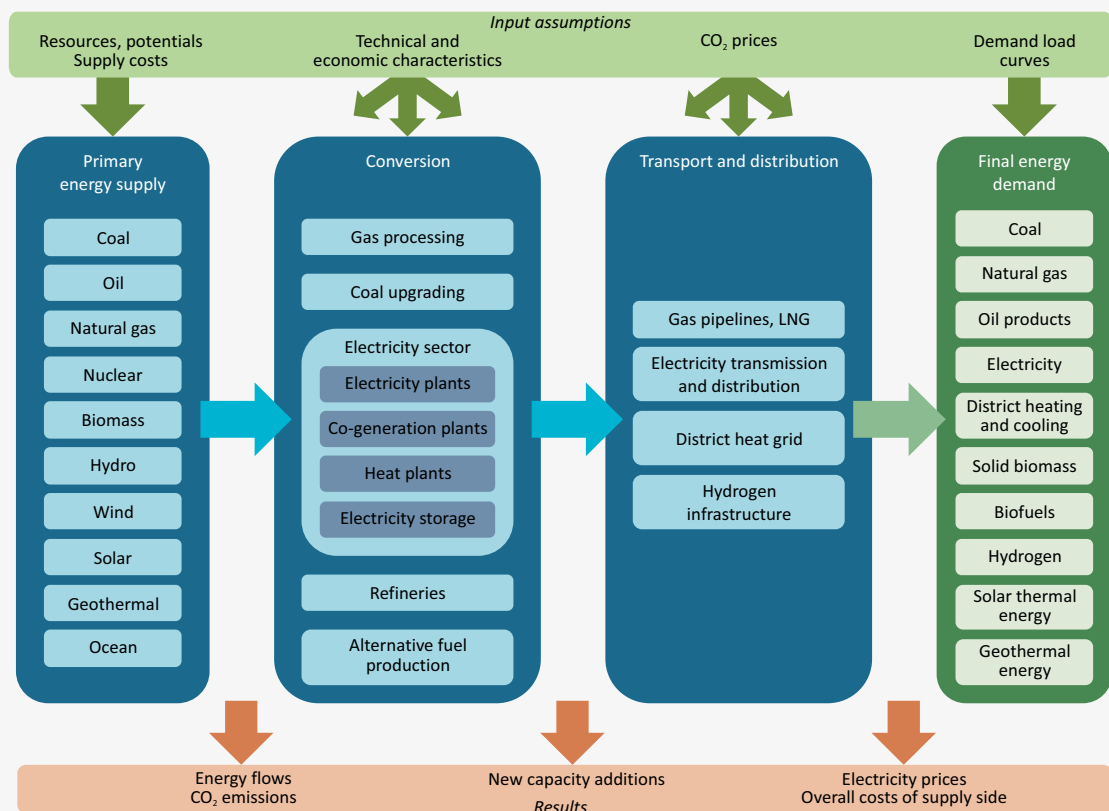 Input assumptions
Resources, potentials
Supply costs
Technical and
economic characteristics
CO₂ prices
Demand load
curves
Primary
energy supply
Coal
Oil
Natural gas
Nuclear
Biomass
Hydro
Wind
Solar
Geothermal
Ocean
Conversion
Gas processing
Coal upgrading
Electricity sector
Electricity plants
Co-generation plants
Heat plants
Electricity storage
Refineries
Alternative fuel
production
Transport and distribution
Gas pipelines, LNG
Electricity transmission
and distribution
District heat grid
Hydrogen
infrastructure
Final energy
demand
Coal
Natural gas
Oil products
Electricity
District heating
and cooling
Solid biomass
Biofuels
Hydrogen
Solar thermal
energy
Geothermal
energy
Energy flows
CO₂ emissions
New capacity additions
Results
Electricity prices
Overall costs of supply side